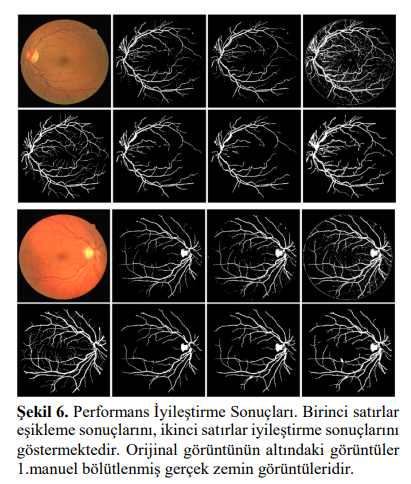 Şekil 6. Performans İyileştirme Sonuçları. Birinci satırlar
eşikleme sonuçlarını, ikinci satırlar iyileştirme sonuçlarını
göstermektedir. Orijinal görüntünün altındaki görüntüler
1.manuel bölütlenmiş gerçek zemin görüntüleridir.